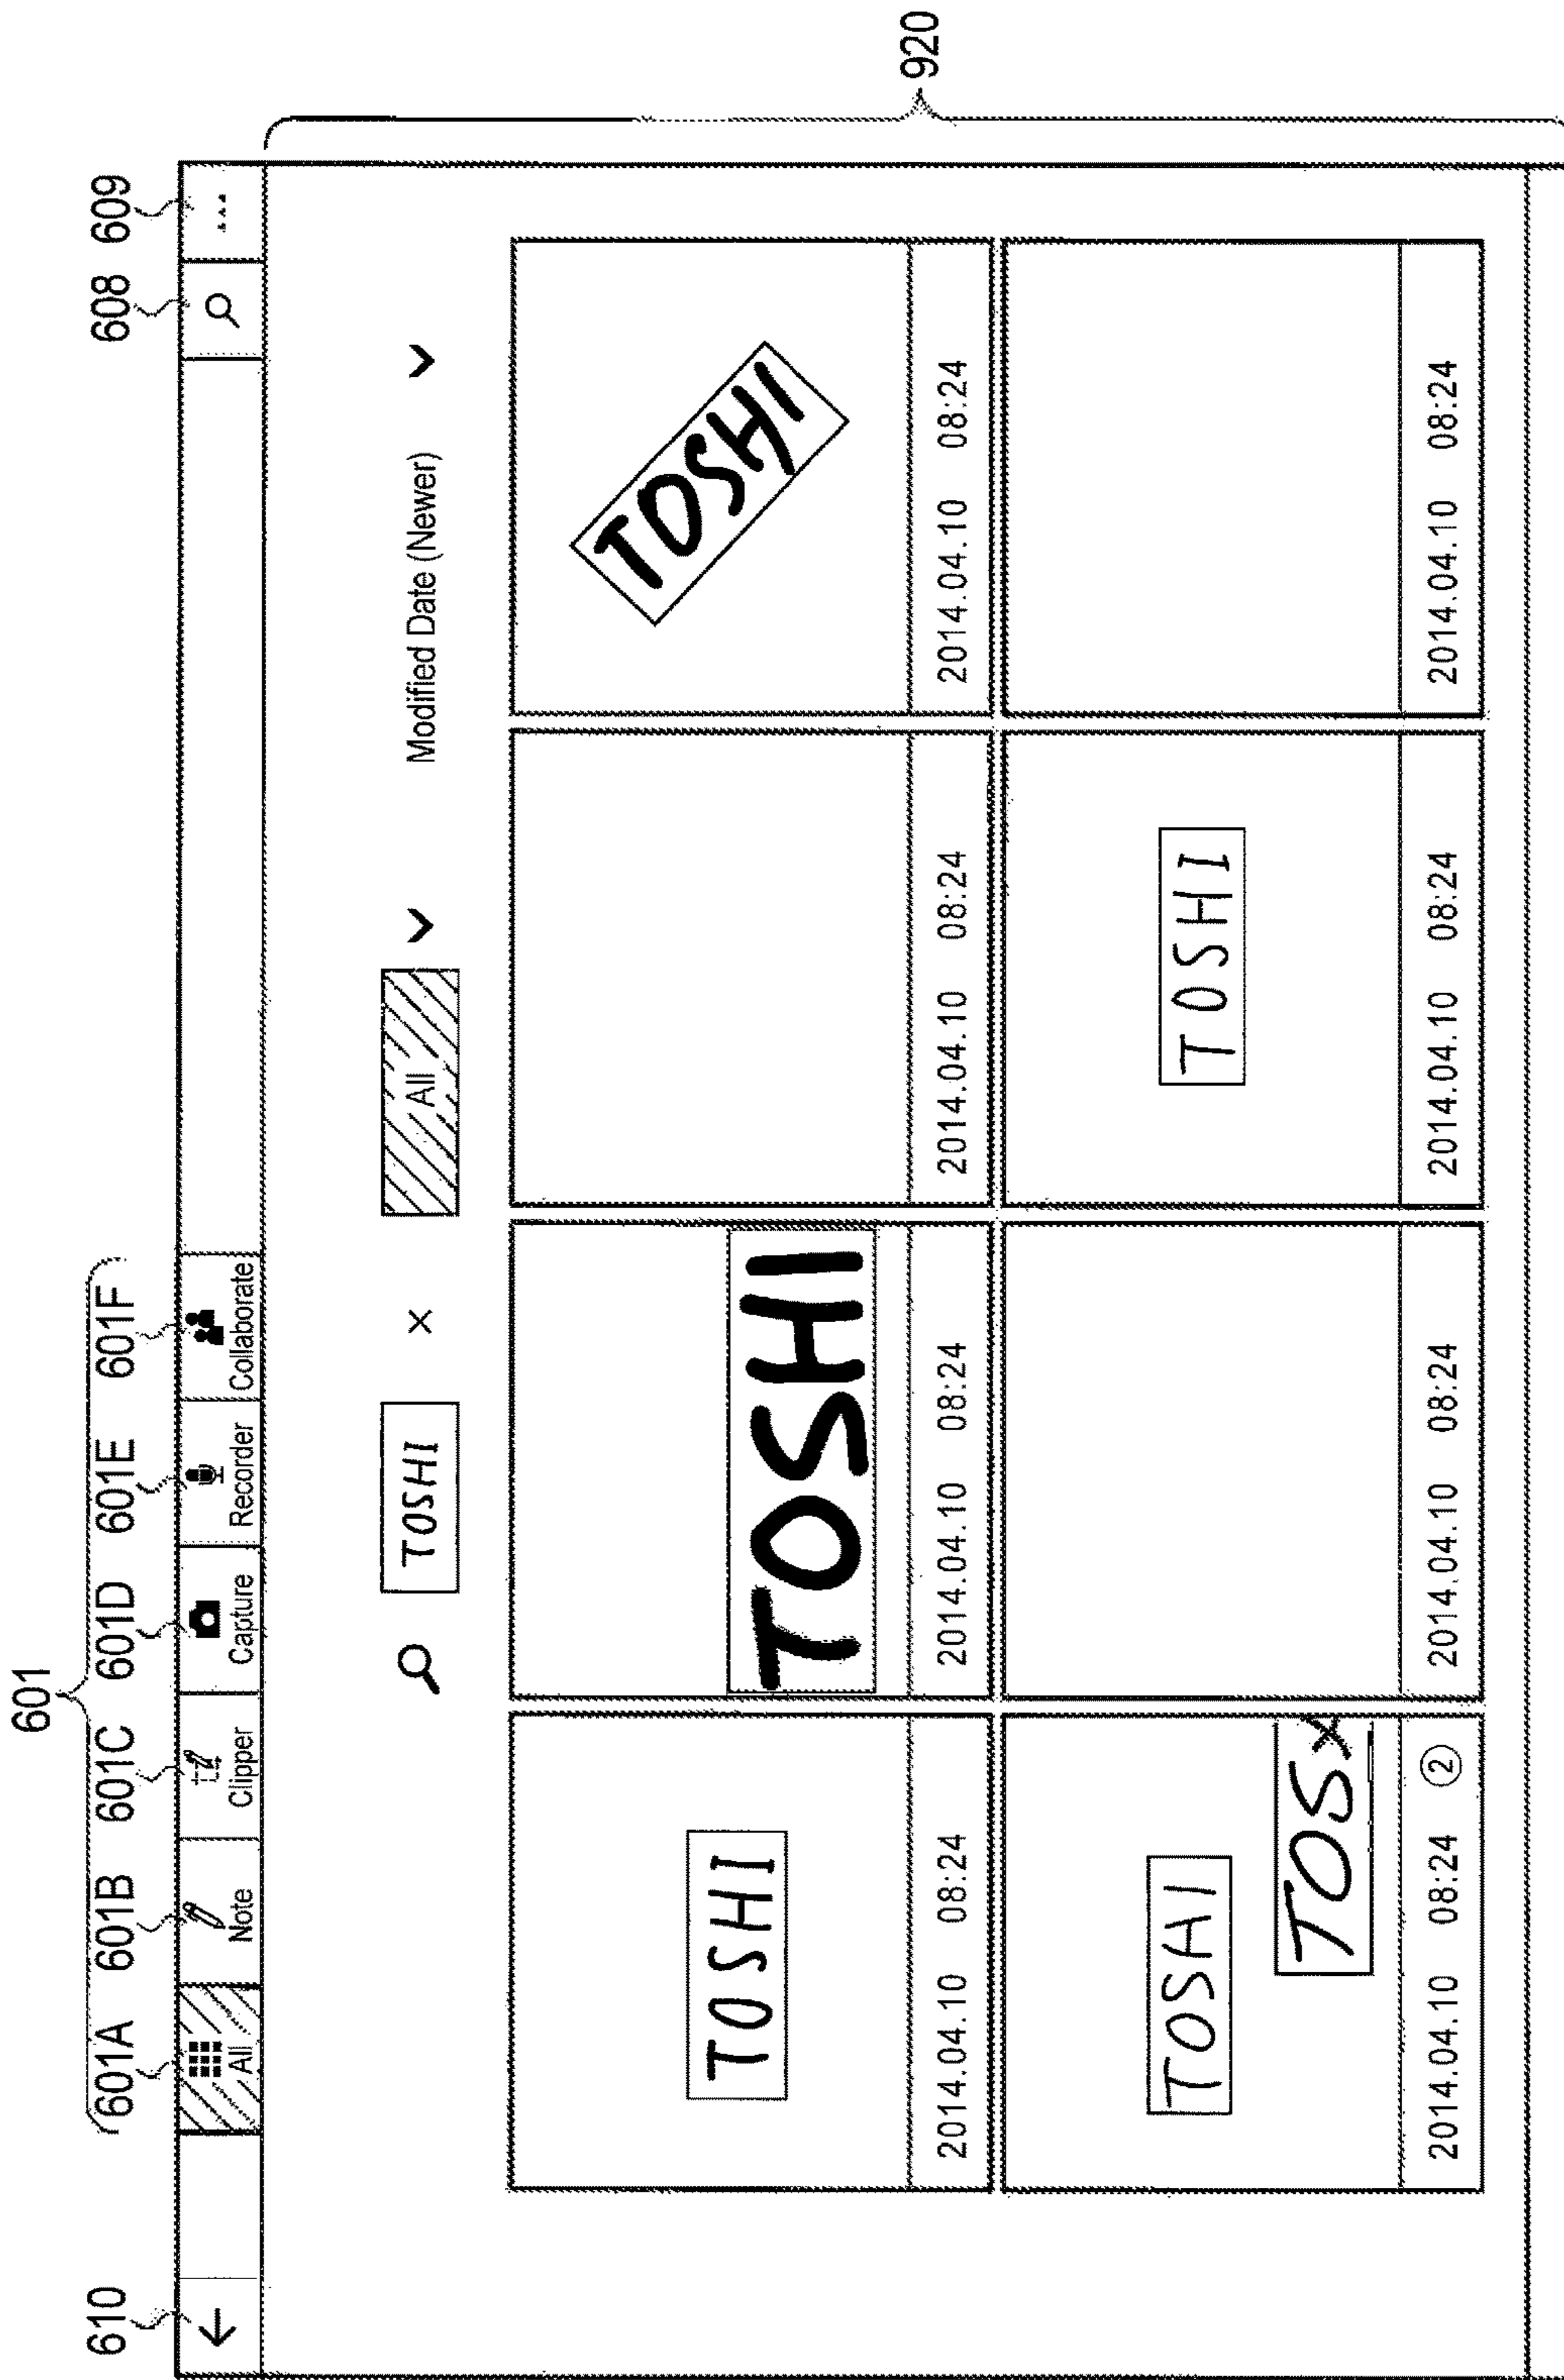 601
601A 601B 601C 601D 601E 601F
610 608 609
All Note Clipper Capture Recorder Collaborate ...
TOSHI × All Modified Date (Newer)
920
TOSHI
2014.04.10 08:24
TOSHI
2014.04.10 08:24
2014.04.10 08:24
TOSHI
2014.04.10 08:24
TOSAI
TOSX
2014.04.10 08:24 2
2014.04.10 08:24
TOSHI
2014.04.10 08:24
2014.04.10 08:24